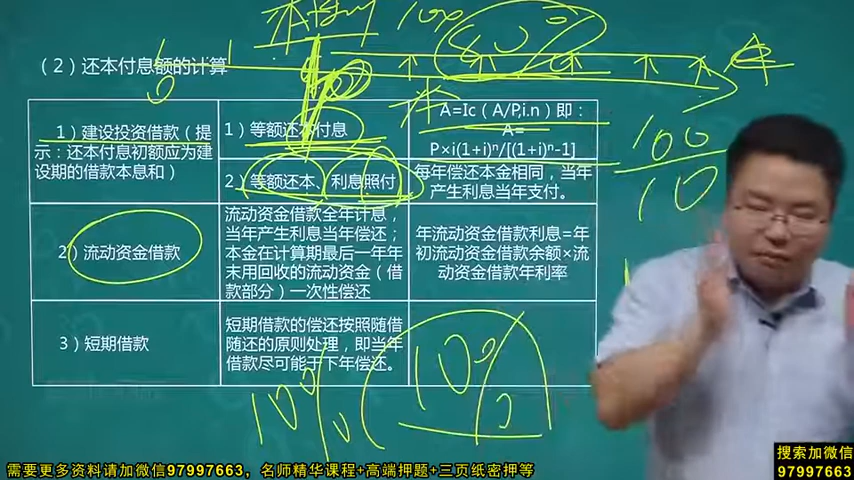 （2）还本付息额的计算
1）建设投资借款（提
示：还本付息初额应为建
设期的借款本息和）
1）等额还本付息
A=Ic（A/P,i.n）即：
A=
P×i(1+i)ⁿ/[(1+i)ⁿ-1]
2、等额还本、利息照付
每年偿还本金相同，当年
产生利息当年支付。
2）流动资金借款
流动资金借款全年计息，
当年产生利息当年偿还；
本金在计算期最后一年年
末用回收的流动资金（借
款部分）一次性偿还
年流动资金借款利息=年
初流动资金借款余额×流
动资金借款年利率
3）短期借款
短期借款的偿还按照随借
随还的原则处理，即当年
借款尽可能于下年偿还。
100
10
需要更多资料请加微信97997663，名师精华课程+高端押题+三页纸密押等
搜索加微信
97997663